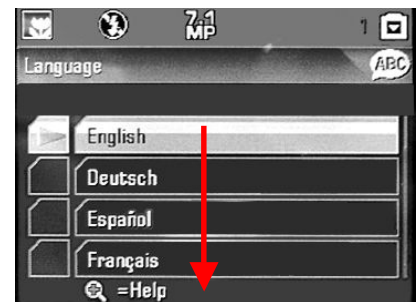 7.1
MP
1
Language
ABC
English
Deutsch
Español
Français
=Help